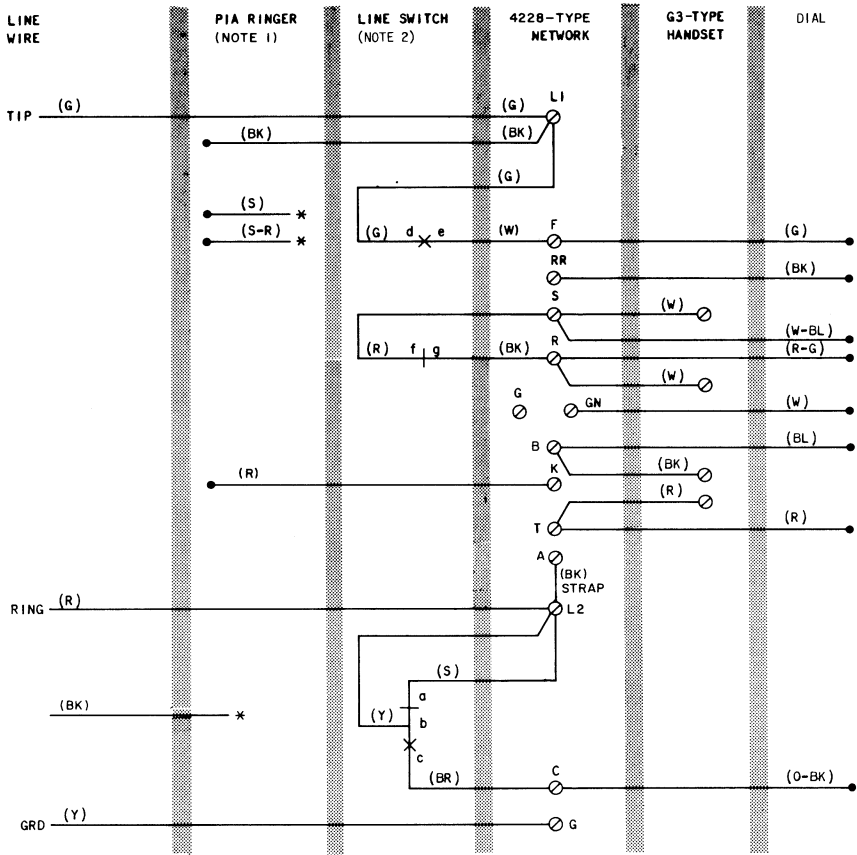 LINE WIRE
PIA RINGER (NOTE 1)
LINE SWITCH (NOTE 2)
4228-TYPE NETWORK
G3-TYPE HANDSET
DIAL
L1
TIP (G) (G)
(BK) (BK)
(G)
(S) *
(S-R) * (G) d e (W) F (G)
RR (BK)
S (W)
(W-BL)
(R) f g (BK) R (R-G)
(W)
G GN (W)
B (BL)
(BK)
(R) K
(R)
T (R)
A
(BK) STRAP
RING (R) L2
(S)
a
(BK) * (Y) b
c
(BR) C (O-BK)
GRD (Y) G